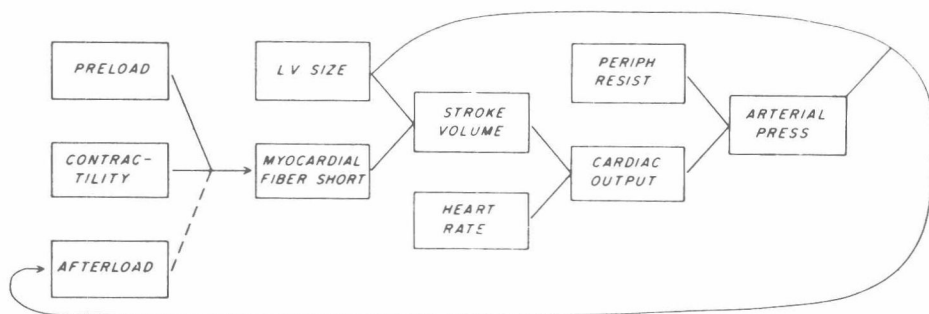 PRELOAD
CONTRAC-
TILITY
AFTERLOAD
LV SIZE
MYOCARDIAL
FIBER SHORT
STROKE
VOLUME
HEART
RATE
PERIPH
RESIST
CARDIAC
OUTPUT
ARTERIAL
PRESS